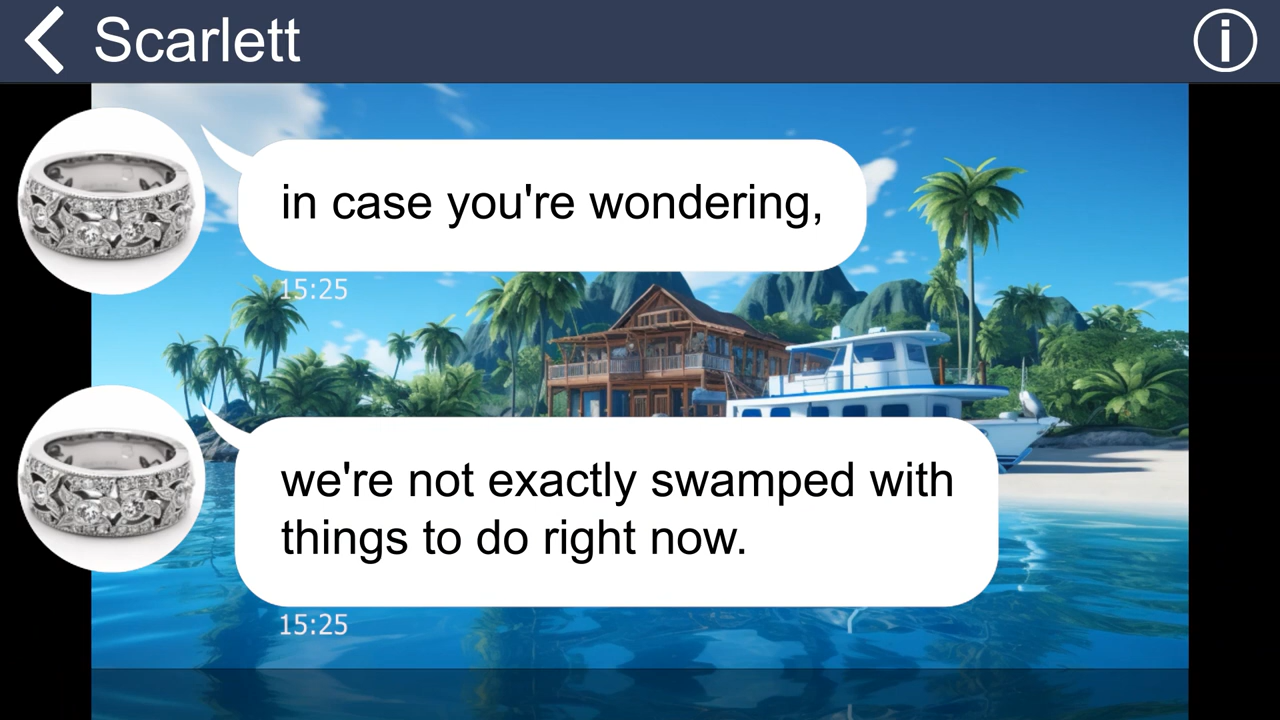 Scarlett
in case you're wondering,
15:25
we're not exactly swamped with
things to do right now.
15:25